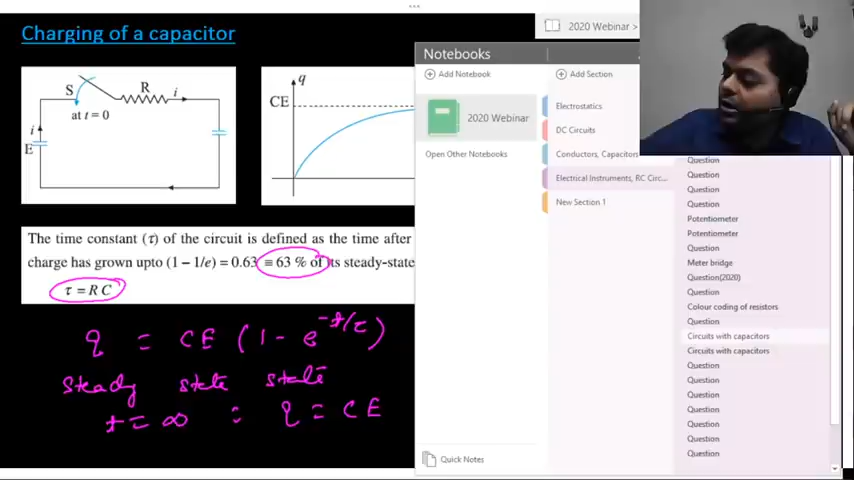 Charging of a capacitor
S
R
i
at t = 0
i
E
q
CE
The time constant (τ) of the circuit is defined as the time after
charge has grown upto (1 – 1/e) = 0.63 ≡ 63 % of its steady-state
τ = R C
q = CE (1 - e^-t/τ)
steady state state
t = ∞ : q = CE
2020 Webinar >
Notebooks
Add Notebook
2020 Webinar
Open Other Notebooks
Quick Notes
Add Section
Electrostatics
DC Circuits
Conductors, Capacitors
Electrical Instruments, RC Circ...
New Section 1
Question
Question
Question
Question
Potentiometer
Potentiometer
Question
Meter bridge
Question(2020)
Question
Colour coding of resistors
Question
Circuits with capacitors
Circuits with capacitors
Question
Question
Question
Question
Question
Question
Question